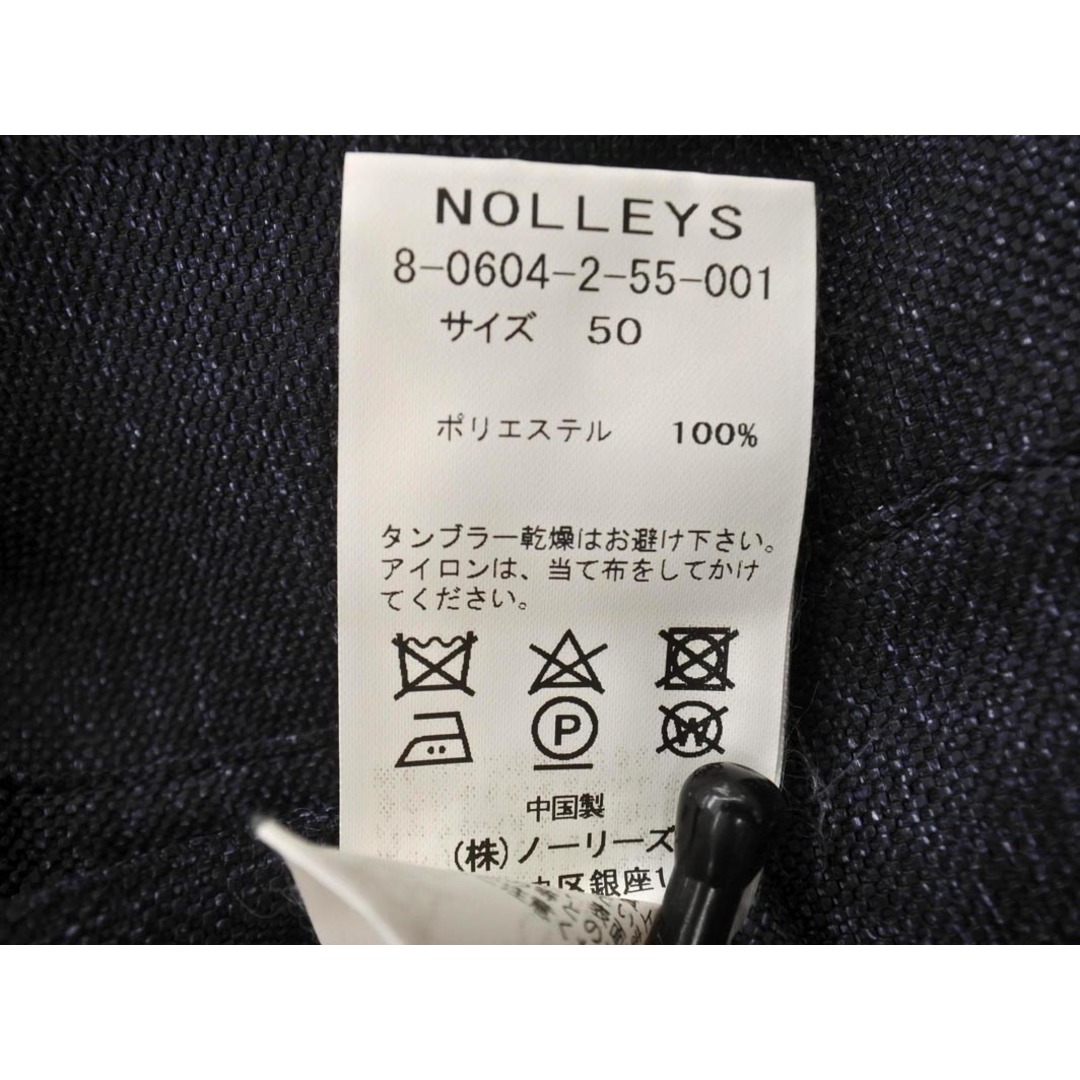 NOLLEYS
8-0604-2-55-001
サイズ 50
ポリエステル 100%
タンブラー乾燥はお避け下さい。
アイロンは、当て布をしてかけ
てください。
P
W
中国製
(株)ノーリーズ
区銀座1